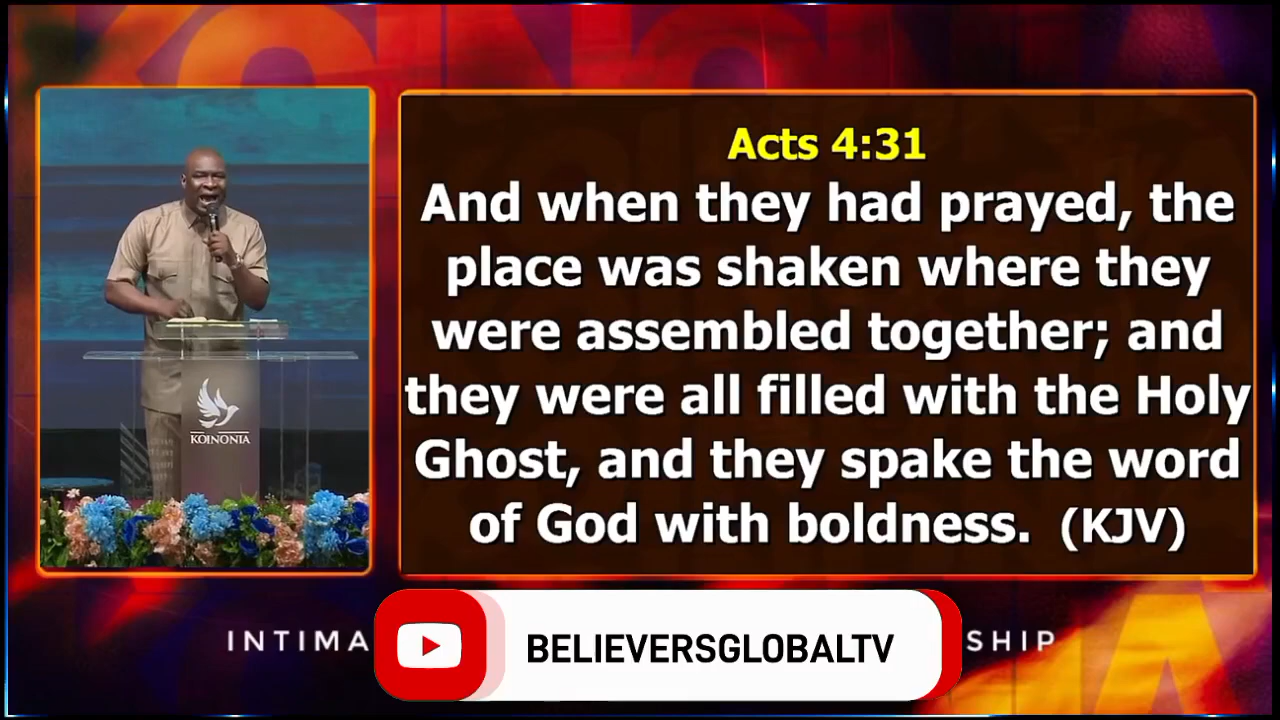 KOINONIA
Acts 4:31
And when they had prayed, the
place was shaken where they
were assembled together; and
they were all filled with the Holy
Ghost, and they spake the word
of God with boldness. (KJV)
KOINONIA
INTIMA
SHIP
BELIEVERSGLOBALTV